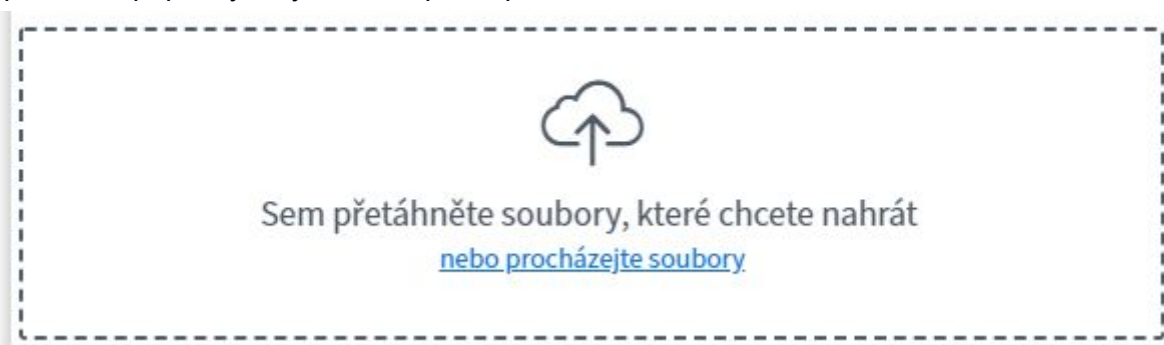 Sem přetáhněte soubory, které chcete nahrát
nebo procházejte soubory